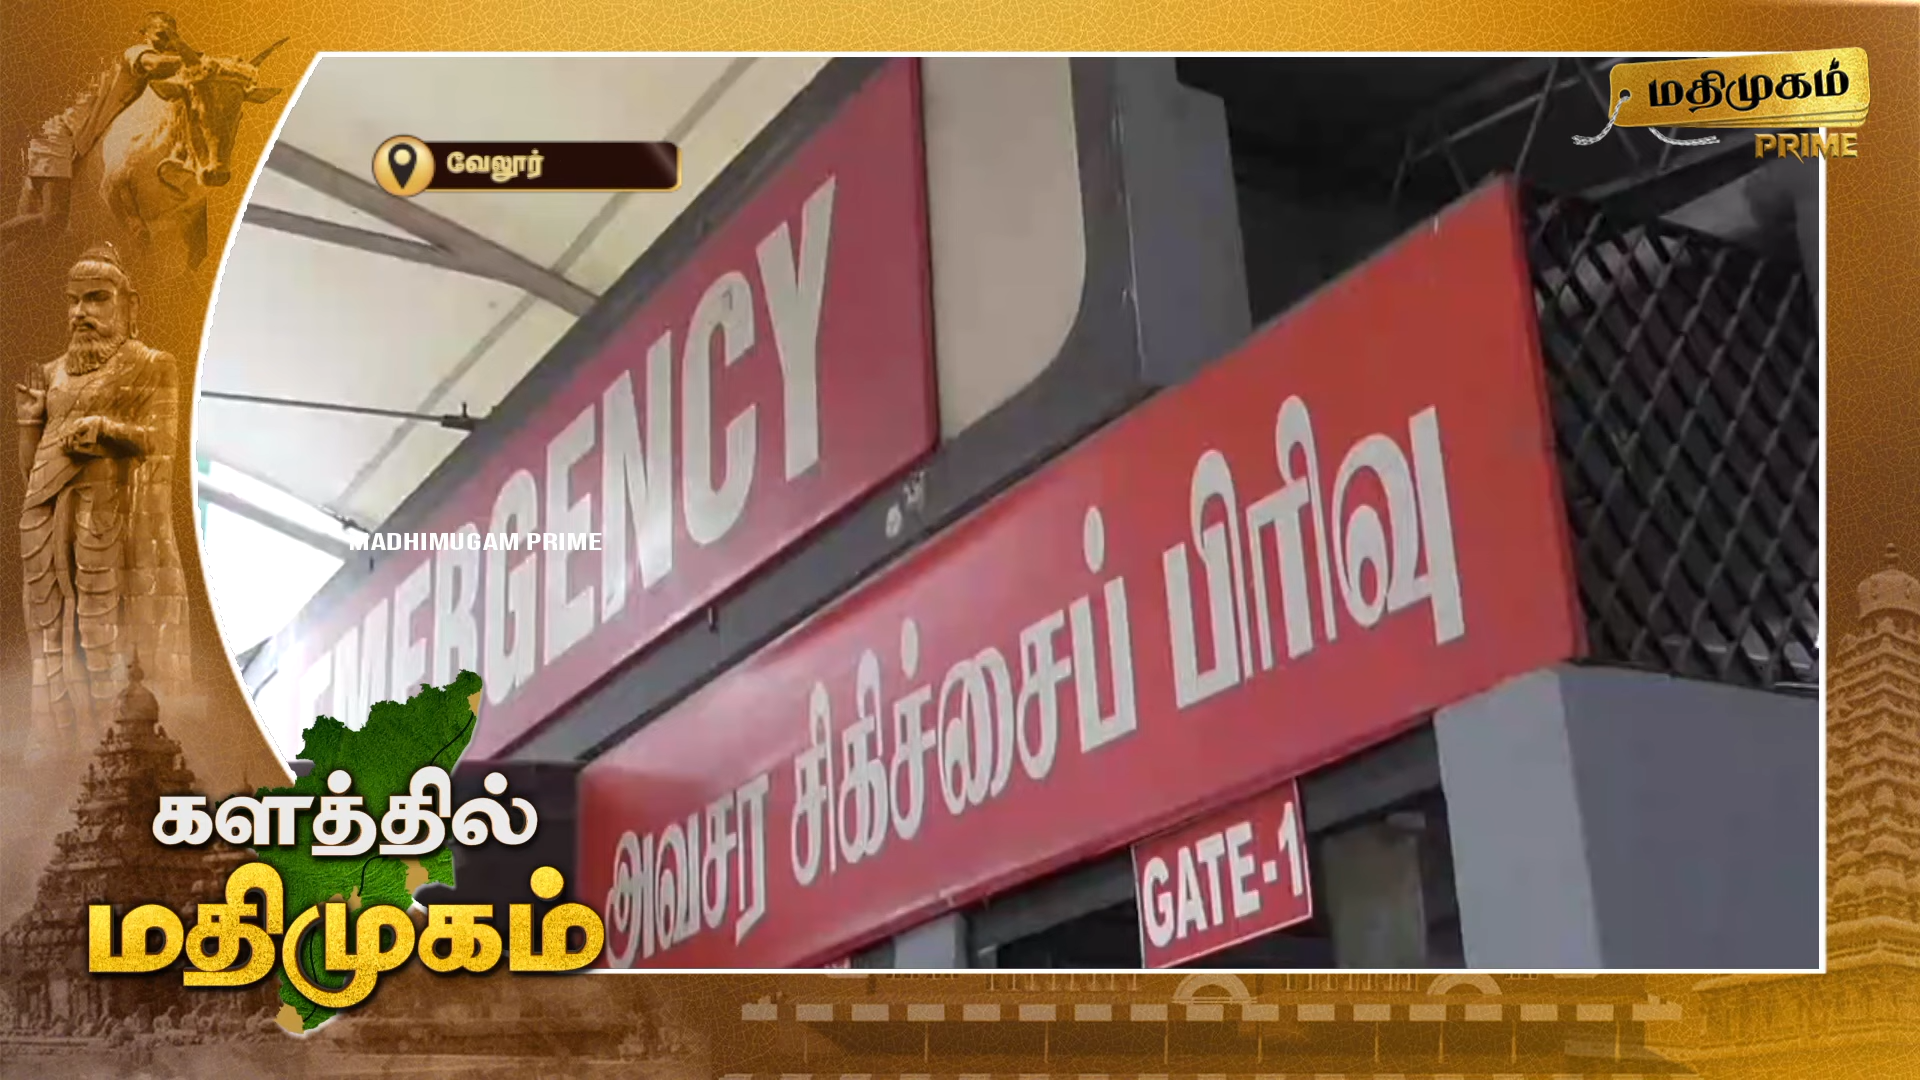 மதிமுகம்
PRIME
வேலூர்
EMERGENCY
MADHIMUGAM PRIME
அவசர சிகிச்சைப் பிரிவு
GATE-1
களத்தில்
மதிமுகம்